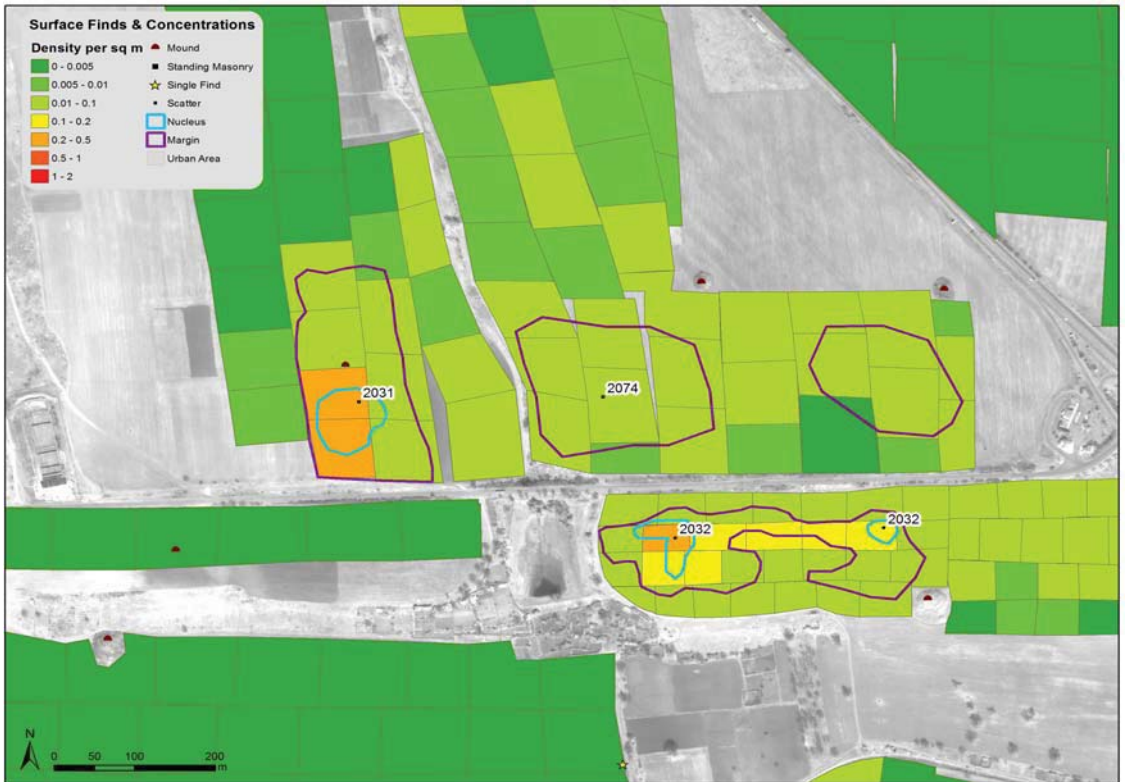 Surface Finds & Concentrations
Density per sq m
0 - 0.005
0.005 - 0.01
0.01 - 0.1
0.1 - 0.2
0.2 - 0.5
0.5 - 1
1 - 2
Mound
Standing Masonry
Single Find
Scatter
Nucleus
Margin
Urban Area
2031
2074
2032
2032
N
0 50 100 200
m